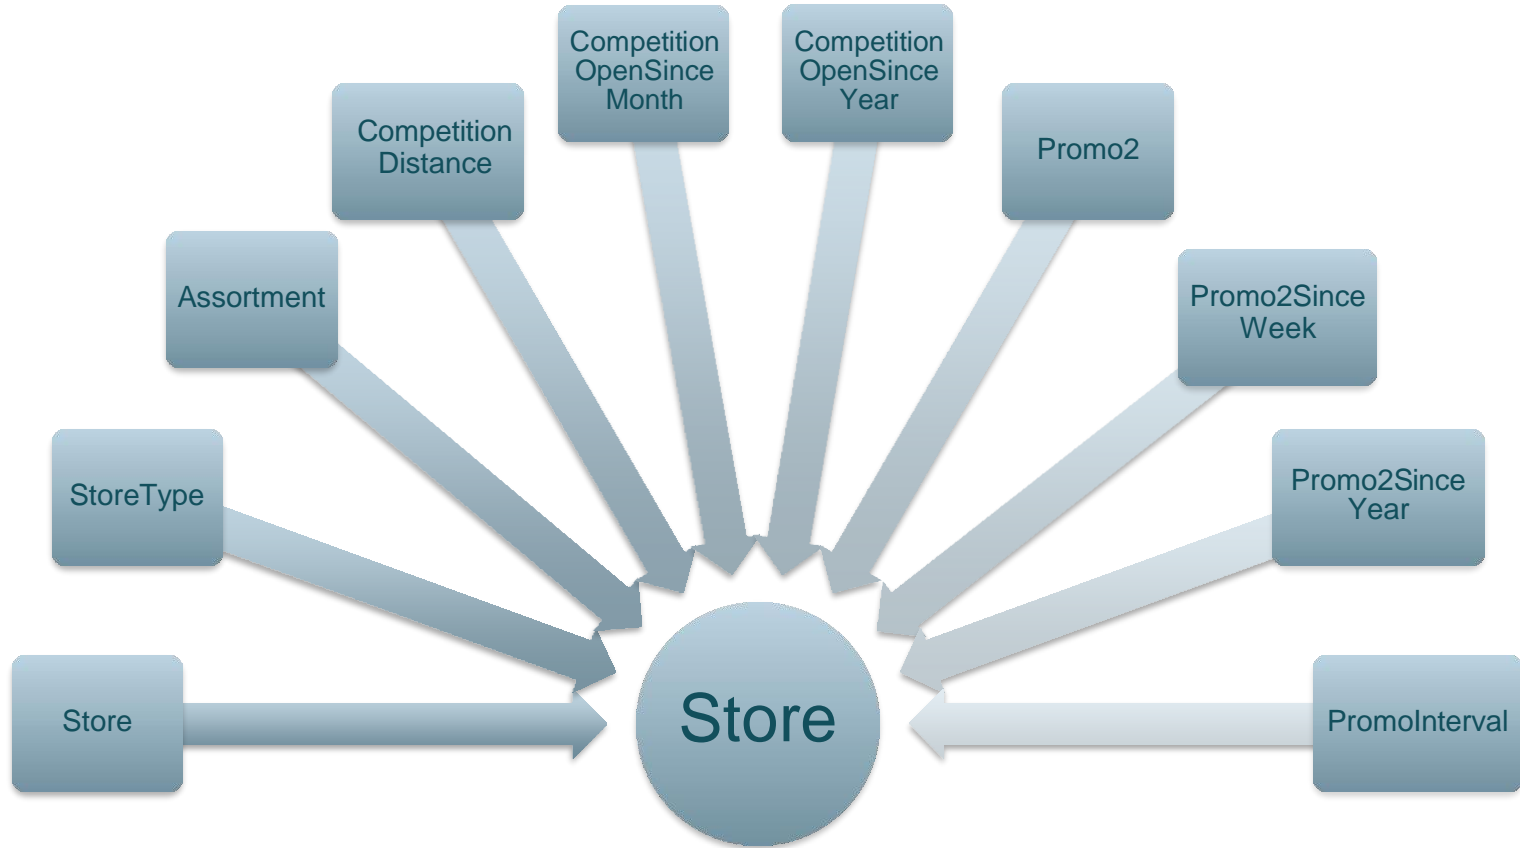 Competition
OpenSince
Month
Competition
OpenSince
Year
Competition
Distance
Promo2
Assortment
Promo2Since
Week
StoreType
Promo2Since
Year
Store
Store
PromoInterval